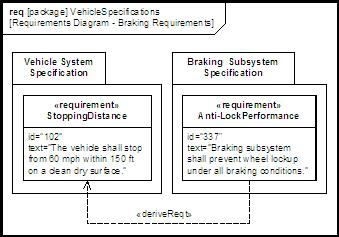 req [package] VehicleSpecifications
[Requirements Diagram - Braking Requirements]
Vehicle System
Specification
«requirement»
StoppingDistance
id="102"
text="The vehicle shall stop
from 60 mph within 150 ft
on a clean dry surface."
Braking Subsystem
Specification
«requirement»
Anti-LockPerformance
id="337"
text="Braking subsystem
shall prevent wheel lockup
under all braking conditions."
«deriveReqt»